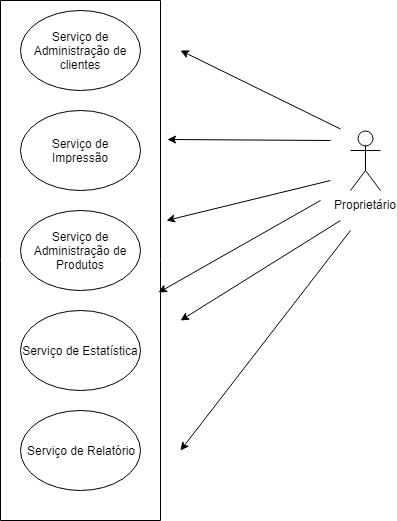 Serviço de
Administração de
clientes
Serviço de
Impressão
Proprietário
Serviço de
Administração de
Produtos
Serviço de Estatística
Serviço de Relatório